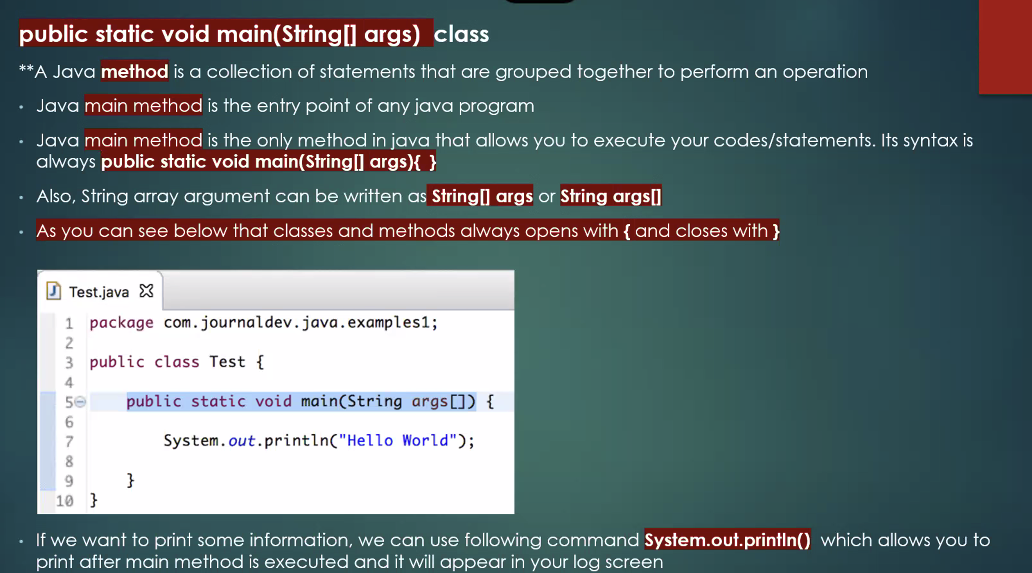 public static void main(String[] args) class
**A Java method is a collection of statements that are grouped together to perform an operation
• Java main method is the entry point of any java program
• Java main method is the only method in java that allows you to execute your codes/statements. Its syntax is
always public static void main(String[] args){ }
• Also, String array argument can be written as String[] args or String args[]
• As you can see below that classes and methods always opens with { and closes with }
Test.java
1 package com.journaldev.java.examples1;
2
3 public class Test {
4
5 public static void main(String args[]) {
6
7 System.out.println("Hello World");
8
9 }
10 }
• If we want to print some information, we can use following command System.out.println() which allows you to
print after main method is executed and it will appear in your log screen